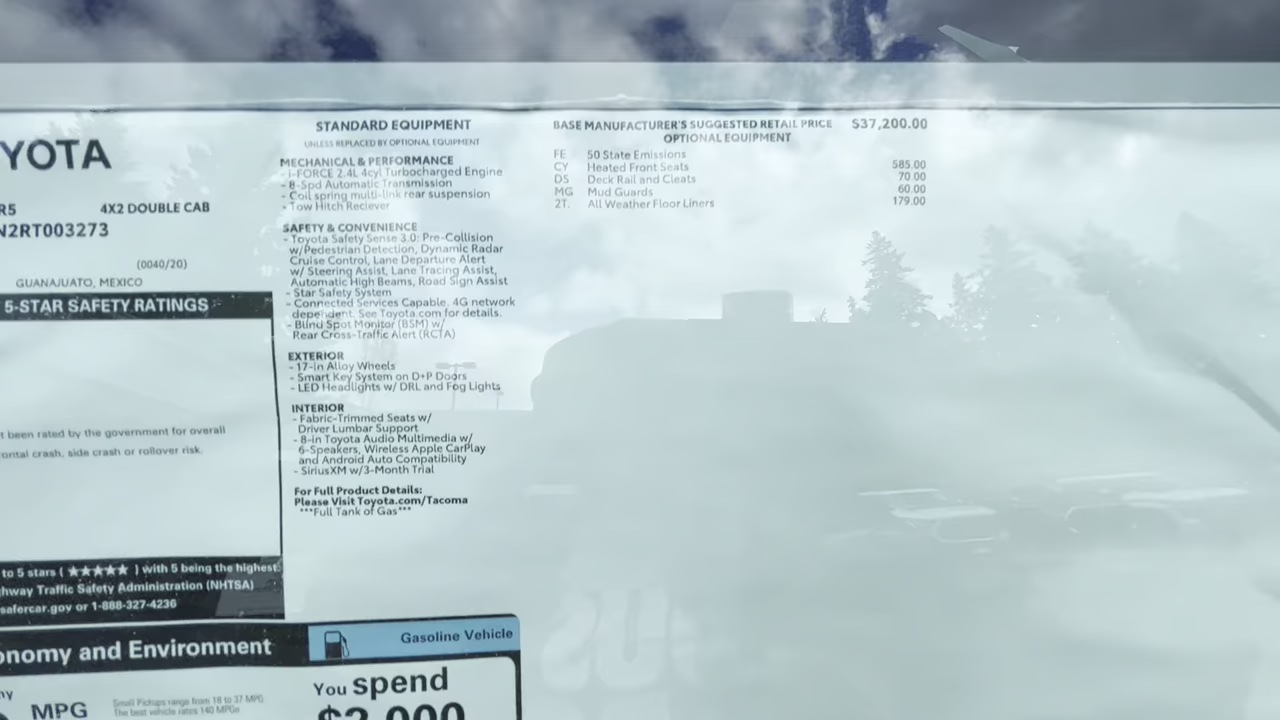 YOTA
R5 4X2 DOUBLE CAB
N2RT003273
(0040/20)
GUANAJUATO, MEXICO
5-STAR SAFETY RATINGS
t been rated by the government for overall
rontal crash, side crash or rollover risk.
to 5 stars ( ★★★★★ ) with 5 being the highest
hway Traffic Safety Administration (NHTSA)
safercar.gov or 1-888-327-4236
STANDARD EQUIPMENT
UNLESS REPLACED BY OPTIONAL EQUIPMENT
MECHANICAL & PERFORMANCE
- i-FORCE 2.4L 4cyl Turbocharged Engine
- 8-Spd Automatic Transmission
- Coil spring multi-link rear suspension
- Tow Hitch Reciever
SAFETY & CONVENIENCE
- Toyota Safety Sense 3.0: Pre-Collision
w/Pedestrian Detection, Dynamic Radar
Cruise Control, Lane Departure Alert
w/ Steering Assist, Lane Tracing Assist,
Automatic High Beams, Road Sign Assist
- Star Safety System
- Connected Services Capable. 4G network
dependent. See Toyota.com for details.
- Blind Spot Monitor (BSM) w/
Rear Cross-Traffic Alert (RCTA)
EXTERIOR
- 17-in Alloy Wheels
- Smart Key System on D+P Doors
- LED Headlights w/ DRL and Fog Lights
INTERIOR
- Fabric-Trimmed Seats w/
Driver Lumbar Support
- 8-in Toyota Audio Multimedia w/
6-Speakers, Wireless Apple CarPlay
and Android Auto Compatibility
- SiriusXM w/3-Month Trial
For Full Product Details:
Please Visit Toyota.com/Tacoma
***Full Tank of Gas***
BASE MANUFACTURER'S SUGGESTED RETAIL PRICE $37,200.00
OPTIONAL EQUIPMENT
FE 50 State Emissions
CY Heated Front Seats 585.00
DS Deck Rail and Cleats 70.00
MG Mud Guards 60.00
2T. All Weather Floor Liners 179.00
onomy and Environment
Gasoline Vehicle
MPG
Small Pickups range from 18 to 37 MPG
The best vehicle rates 140 MPGe
You spend